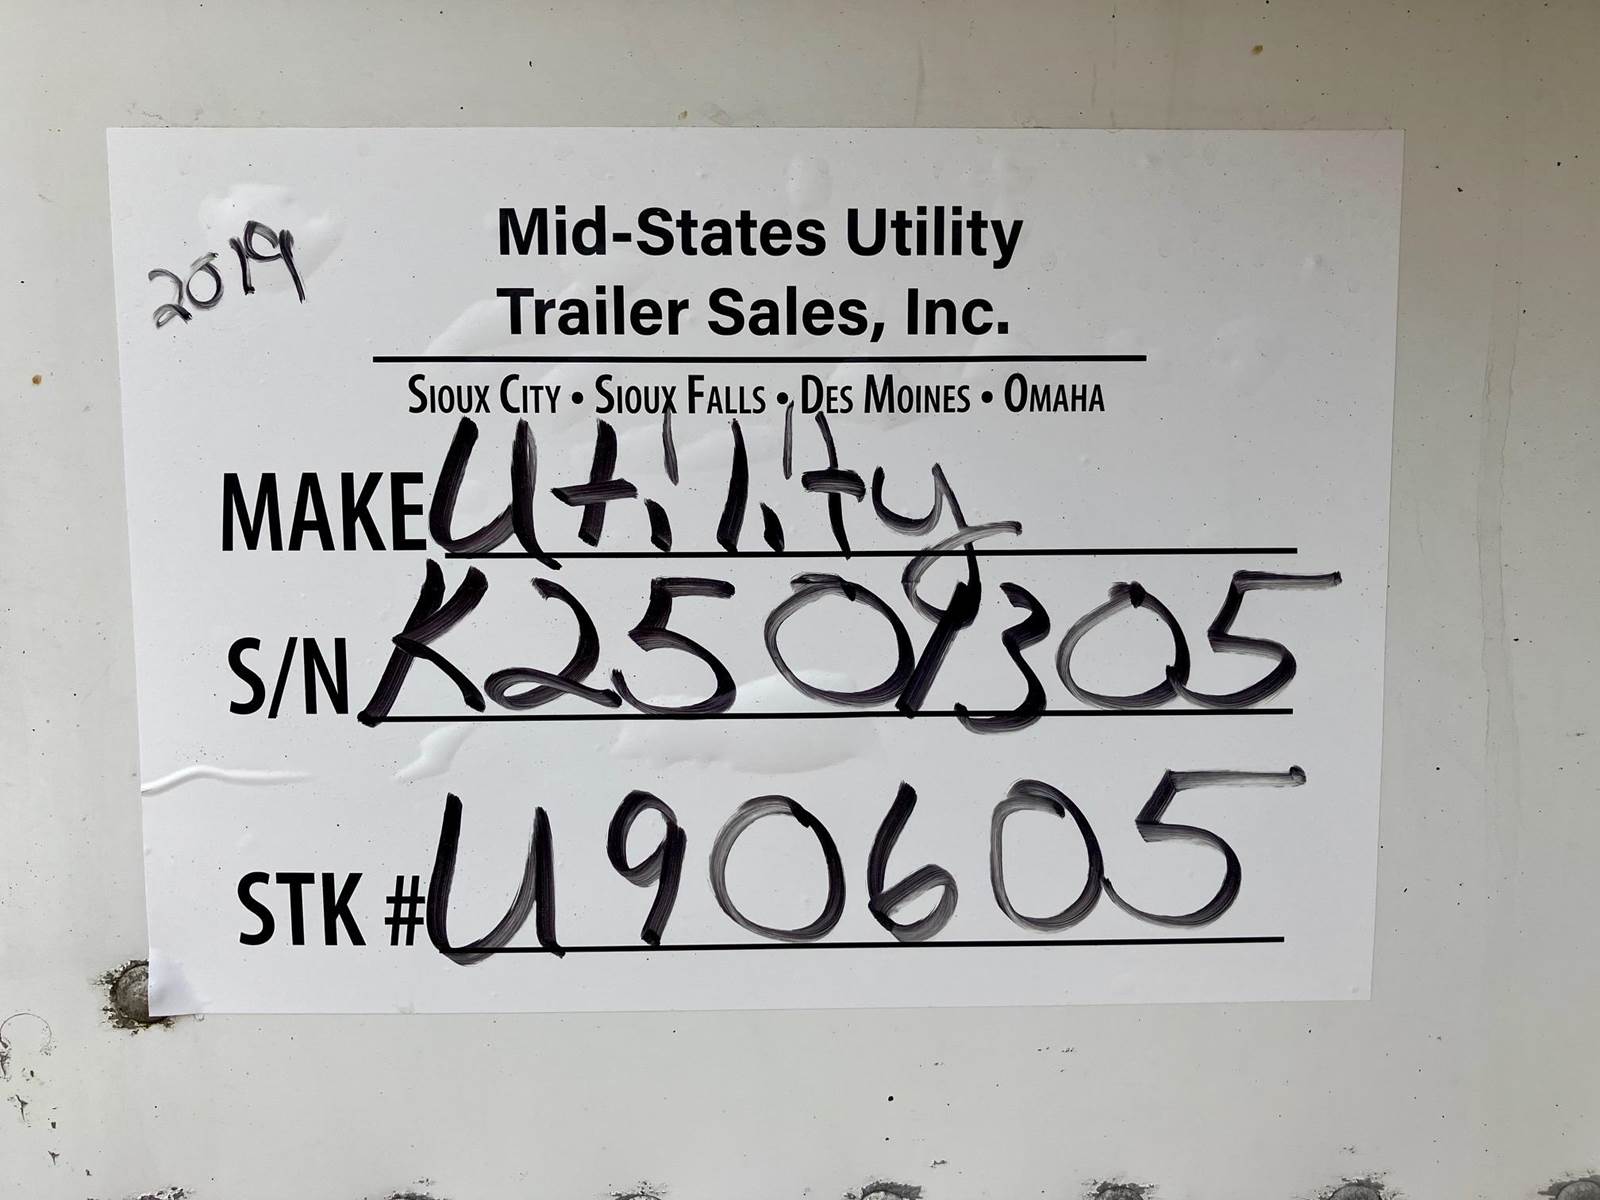 2019
Mid-States Utility
Trailer Sales, Inc.
SIOUX CITY • SIOUX FALLS • DES MOINES • OMAHA
MAKE Utility
S/N K2509305
STK # U90605